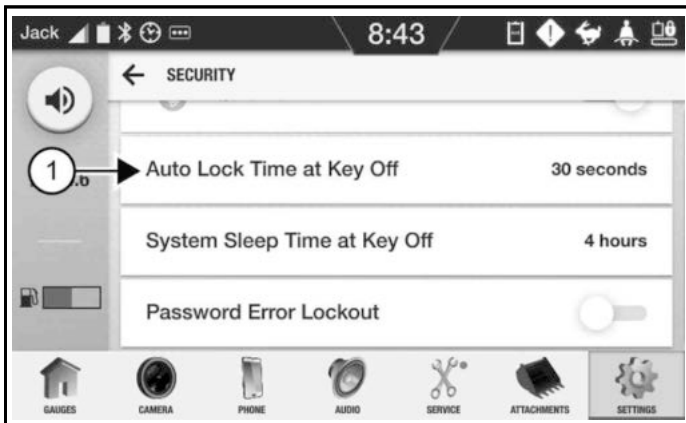 Jack 8:43
SECURITY
1 Auto Lock Time at Key Off 30 seconds
System Sleep Time at Key Off 4 hours
Password Error Lockout
GAUGES CAMERA PHONE AUDIO SERVICE ATTACHMENTS SETTINGS